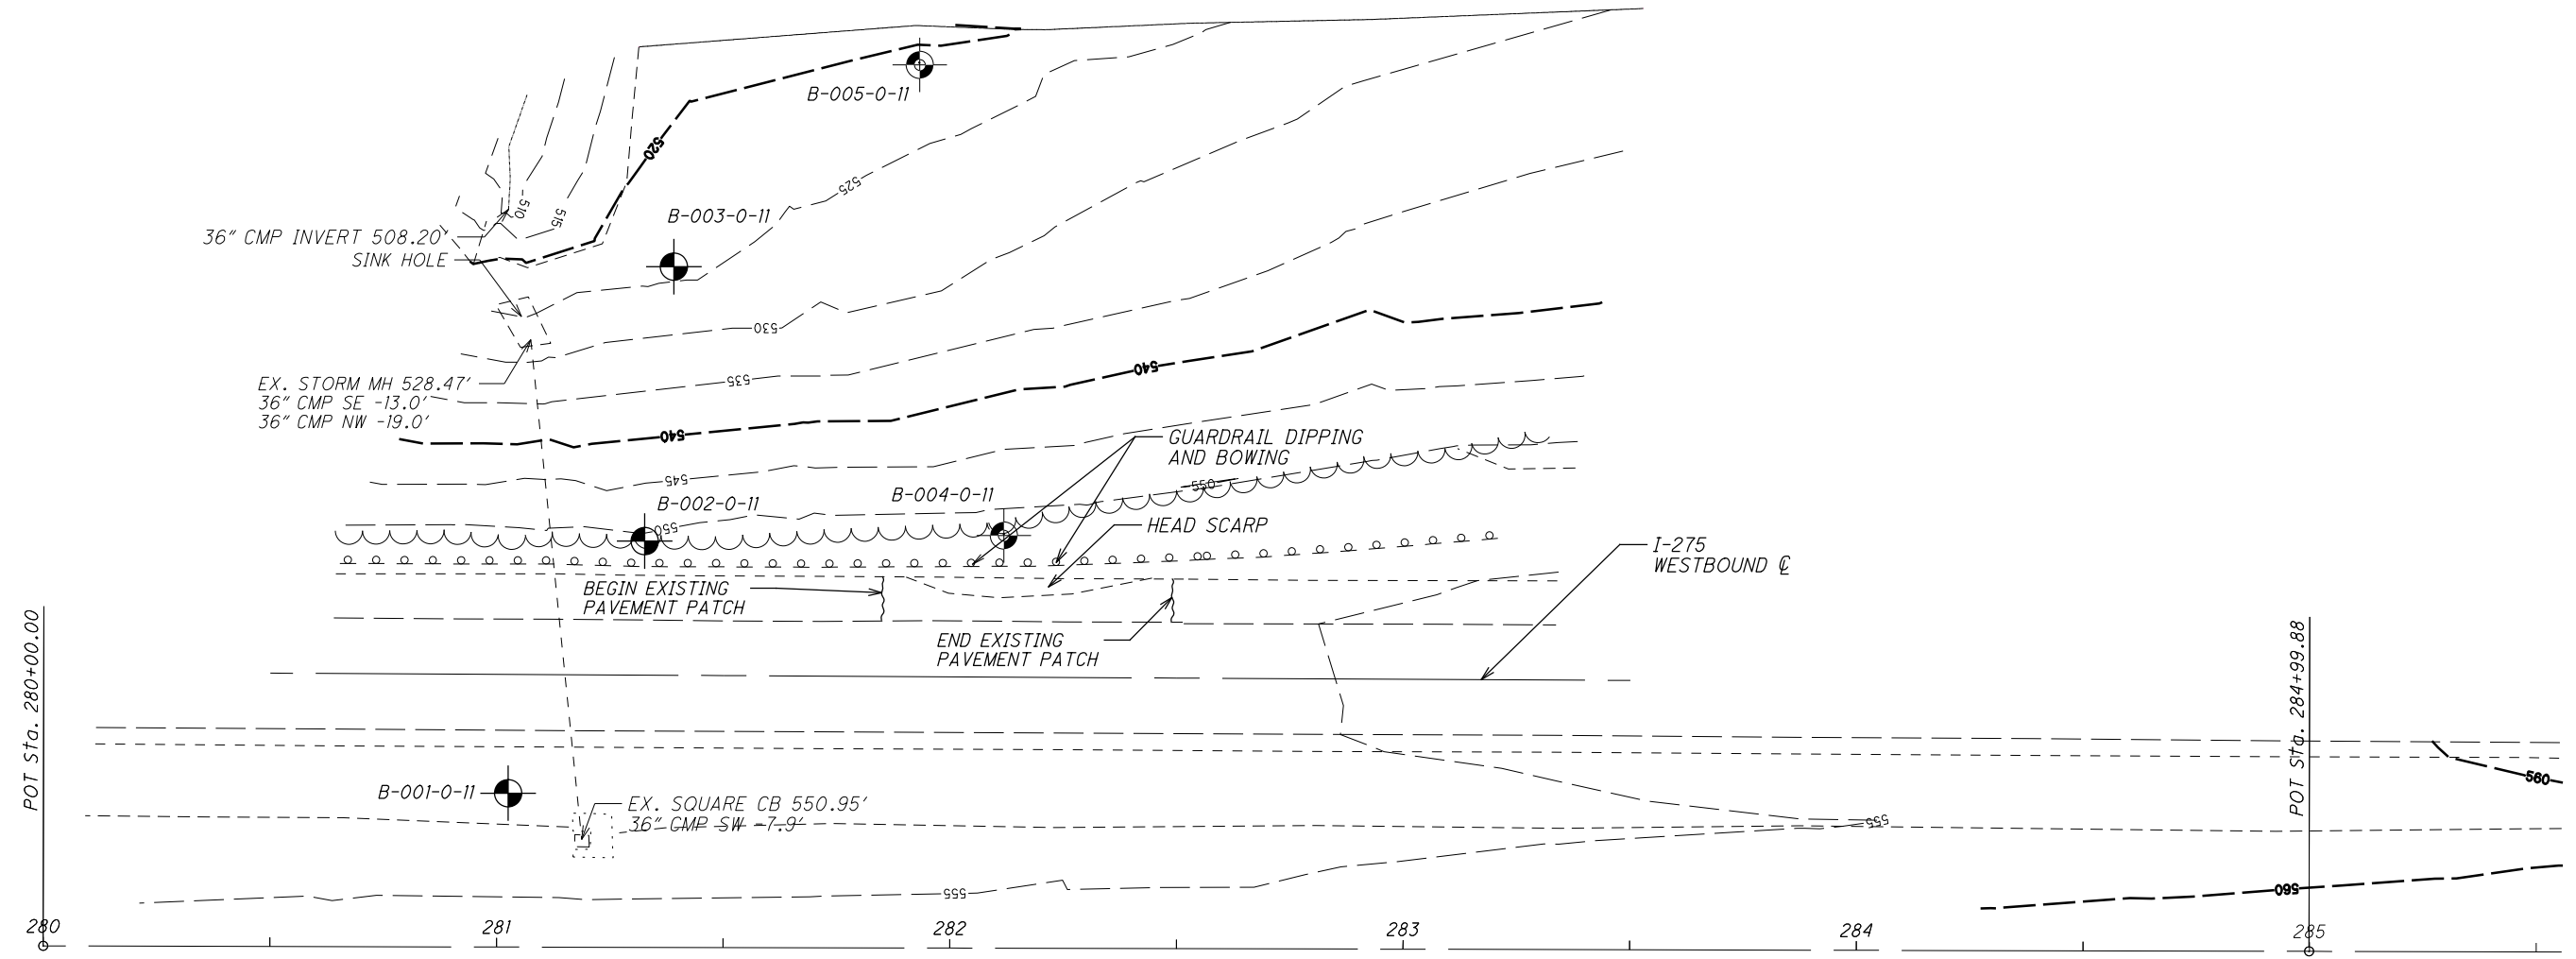 B-005-0-11
520
525
B-003-0-11
510
515
36" CMP INVERT 508.20'
SINK HOLE
530
EX. STORM MH 528.47'
36" CMP SE -13.0'
36" CMP NW -19.0'
535
540
540
545
GUARDRAIL DIPPING
AND BOWING
550
B-002-0-11
B-004-0-11
550
HEAD SCARP
I-275
WESTBOUND ℄
BEGIN EXISTING
PAVEMENT PATCH
END EXISTING
PAVEMENT PATCH
POT Sta. 280+00.00
POT Sta. 284+99.88
560
B-001-0-11
EX. SQUARE CB 550.95'
36" CMP SW -7.9'
555
555
560
280
281
282
283
284
285